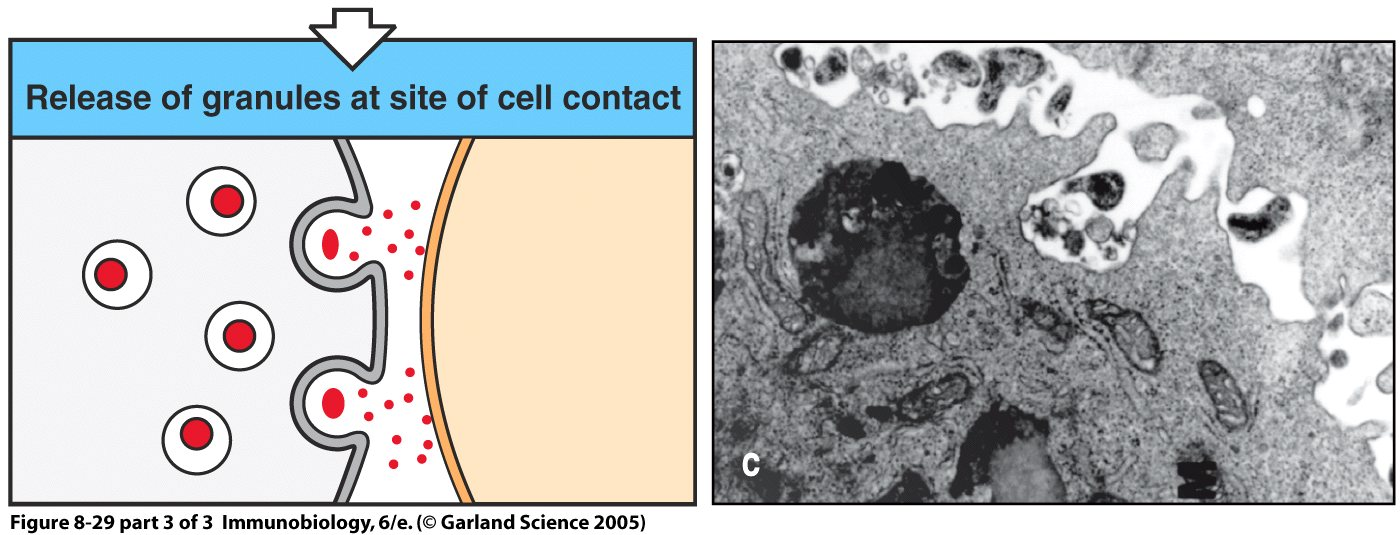 Release of granules at site of cell contact
C
Figure 8-29 part 3 of 3 Immunobiology, 6/e. (© Garland Science 2005)